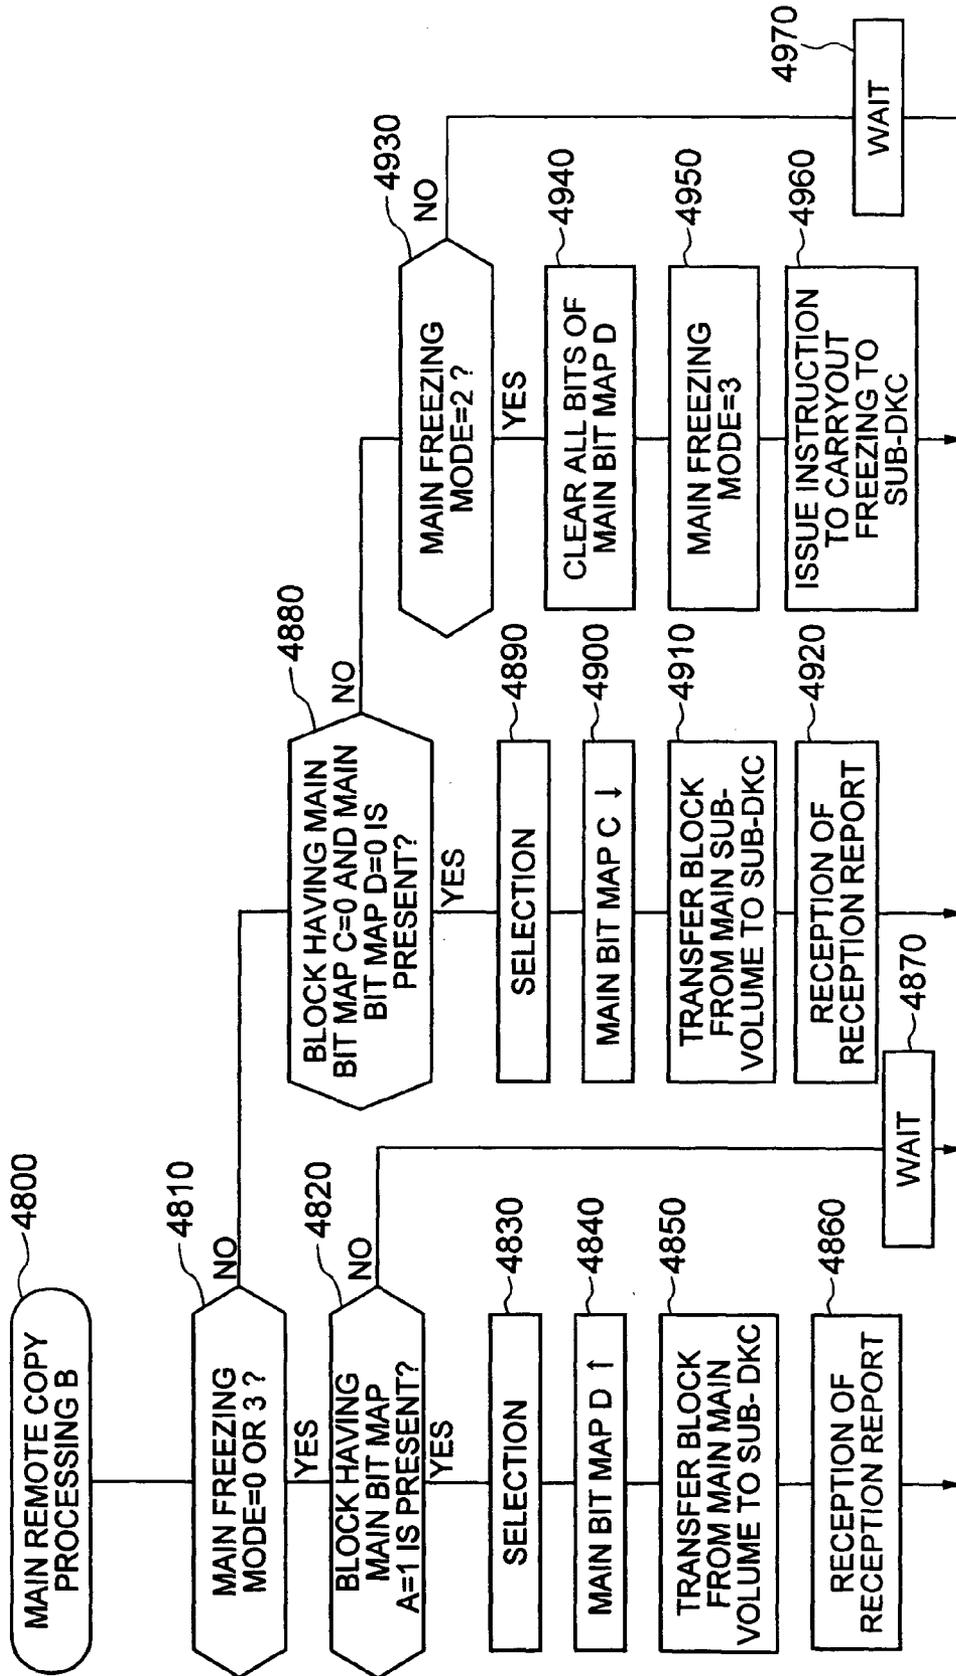 MAIN REMOTE COPY
PROCESSING B
4800
MAIN FREEZING
MODE=0 OR 3 ?
4810
NO
YES
BLOCK HAVING
MAIN BIT MAP
A=1 IS PRESENT?
4820
NO
YES
SELECTION
4830
MAIN BIT MAP D ↑
4840
TRANSFER BLOCK
FROM MAIN MAIN
VOLUME TO SUB- DKC
4850
RECEPTION OF
RECEPTION REPORT
4860
WAIT
4870
BLOCK HAVING MAIN
BIT MAP C=0 AND MAIN
BIT MAP D=0 IS
PRESENT?
4880
NO
YES
SELECTION
4890
MAIN BIT MAP C ↓
4900
TRANSFER BLOCK
FROM MAIN SUB-
VOLUME TO SUB-DKC
4910
RECEPTION OF
RECEPTION REPORT
4920
MAIN FREEZING
MODE=2 ?
4930
NO
YES
CLEAR ALL BITS OF
MAIN BIT MAP D
4940
MAIN FREEZING
MODE=3
4950
ISSUE INSTRUCTION
TO CARRYOUT
FREEZING TO
SUB-DKC
4960
WAIT
4970